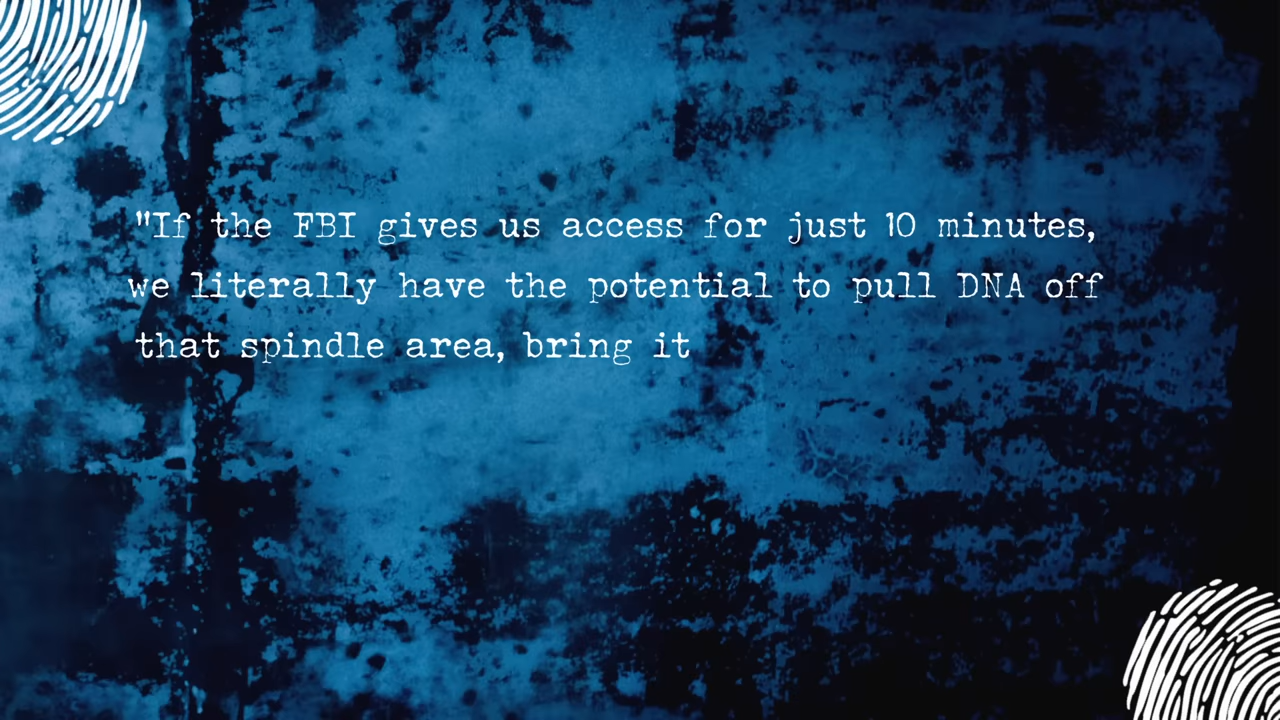 "If the FBI gives us access for just 10 minutes,
we literally have the potential to pull DNA off
that spindle area, bring it